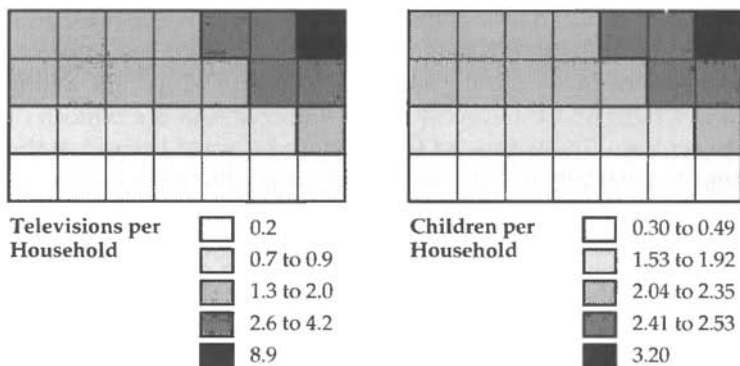 Televisions per
Household
0.2
0.7 to 0.9
1.3 to 2.0
2.6 to 4.2
8.9
Children per
Household
0.30 to 0.49
1.53 to 1.92
2.04 to 2.35
2.41 to 2.53
3.20